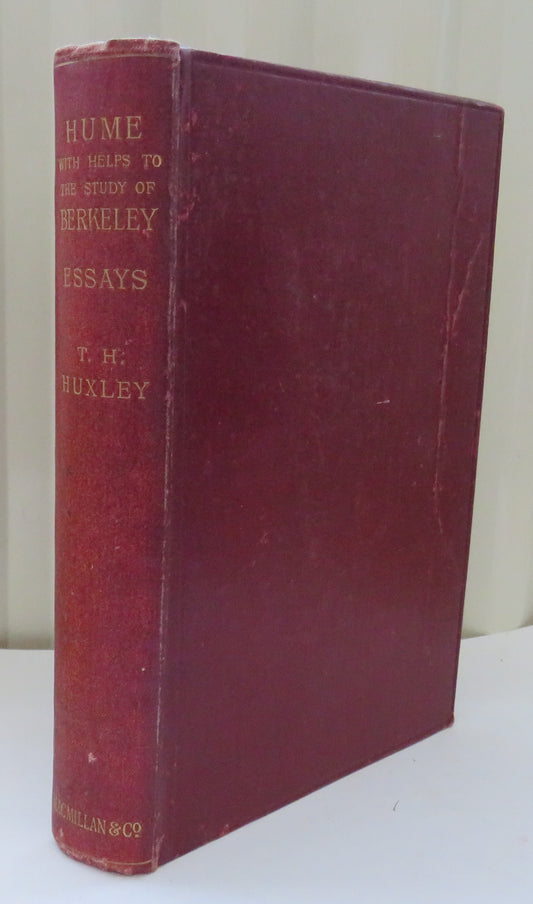 HUME
WITH HELPS TO
THE STUDY OF
BERKELEY
ESSAYS
T. H.
HUXLEY
MACMILLAN & Co